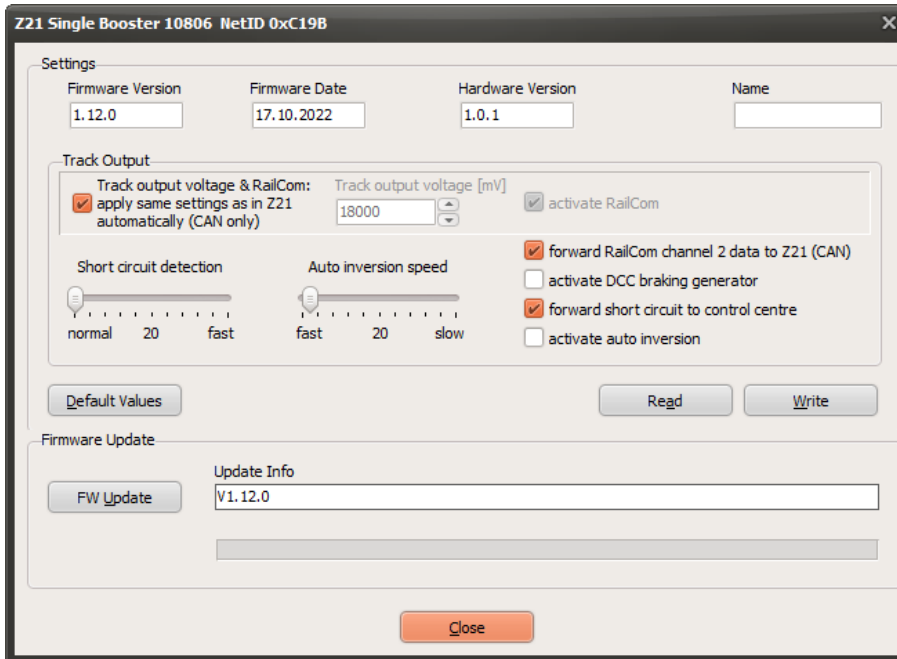 Z21 Single Booster 10806 NetID 0xC19B
Settings
Firmware Version Firmware Date Hardware Version Name
1.12.0 17.10.2022 1.0.1
Track Output
Track output voltage & RailCom:
apply same settings as in Z21
automatically (CAN only)
Track output voltage [mV]
18000
activate RailCom
Short circuit detection
normal 20 fast
Auto inversion speed
fast 20 slow
forward RailCom channel 2 data to Z21 (CAN)
activate DCC braking generator
forward short circuit to control centre
activate auto inversion
Default Values Read Write
Firmware Update
Update Info
FW Update V1.12.0
Close